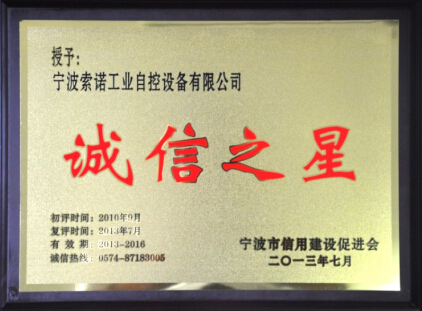 授予:
宁波索诺工业自控设备有限公司
诚信之星
初评时间:2010年9月
复评时间:2013年7月
有 效 期:2013-2016
诚信热线:0574-87183005
宁波市信用建设促进会
二〇一三年七月